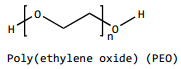 H O O H
n
Poly(ethylene oxide) (PEO)